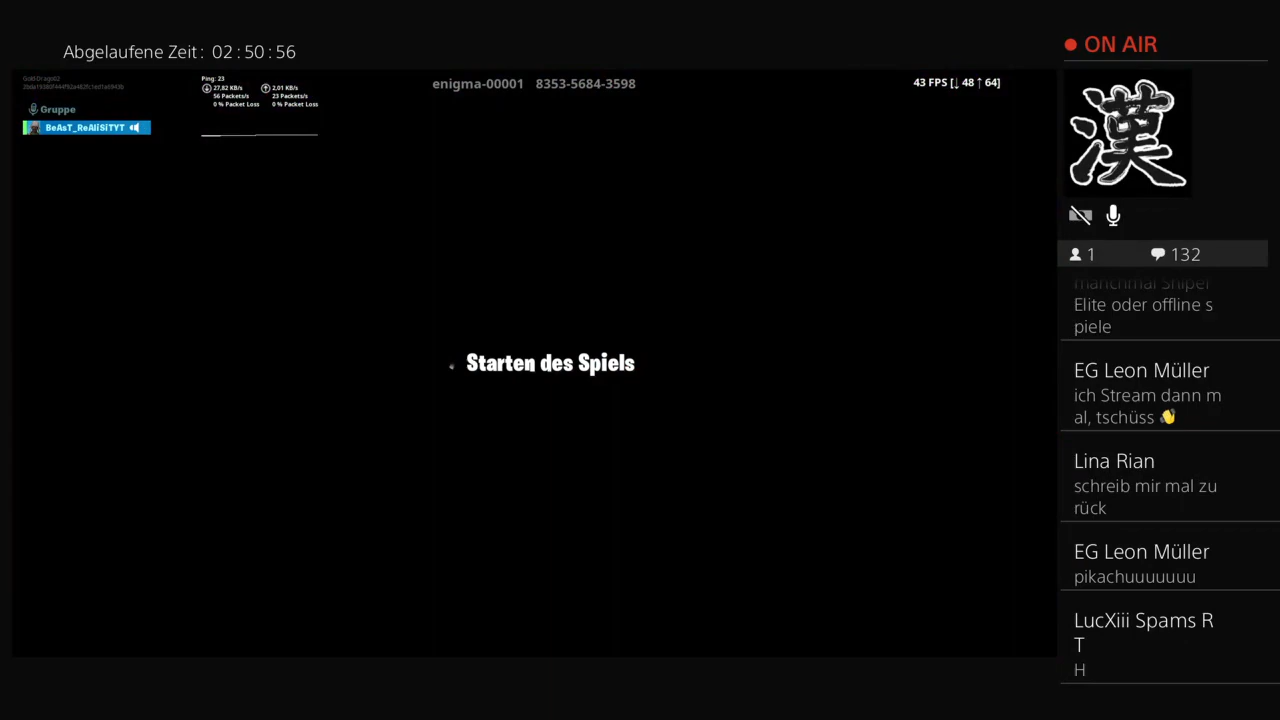 Abgelaufene Zeit: 02:50:56
ON AIR
Ping: 23
27.82 KB/s
2.01 KB/s
56 Packets/s
23 Packets/s
0 % Packet Loss
0 % Packet Loss
enigma-00001 8353-5684-3598
43 FPS [↓ 48 ↑ 64]
Gruppe
BeAsT_ReAliSiTYT
漢
1
132
Starten des Spiels
manchmal Sniper
Elite oder offline s
piele
EG Leon Müller
ich Stream dann m
al, tschüss 👋
Lina Rian
schreib mir mal zu
rück
EG Leon Müller
pikachuuuuuuu
LucXiii Spams R
T
H